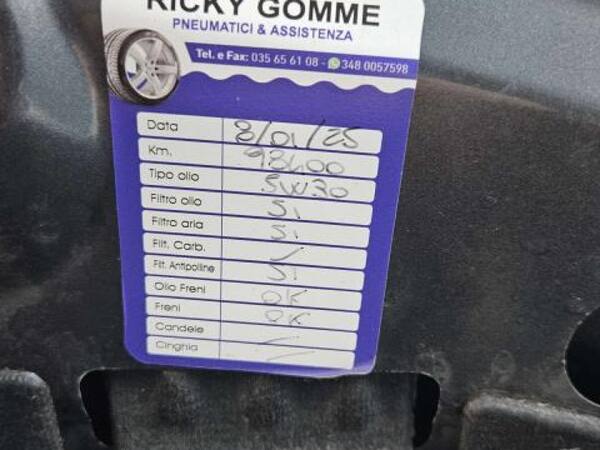 RICKY GOMME
PNEUMATICI & ASSISTENZA
Tel. e Fax: 035 65 61 08 - 348 0057598
Data 8/01/25
Km. 98400
Tipo olio 5W30
Filtro olio Si
Filtro aria Si
Filt. Carb. /
Filt. Antipolline Si
Olio Freni OK
Freni OK
Candele /
Cinghia /